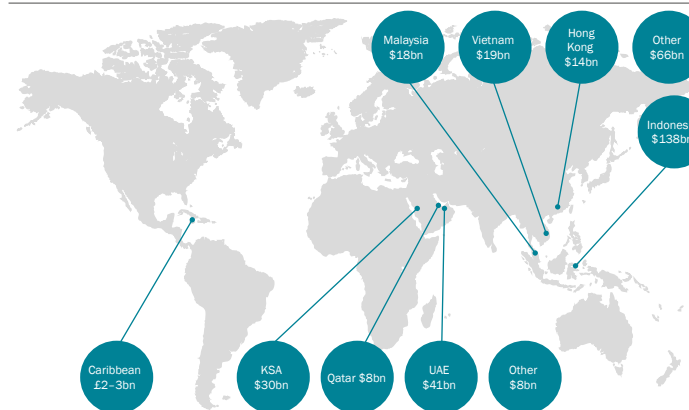 Malaysia
$18bn
Vietnam
$19bn
Hong
Kong
$14bn
Other
$66bn
$138bn
Caribbean
£2–3bn
KSA
$30bn
Qatar $8bn
UAE
$41bn
Other
$8bn